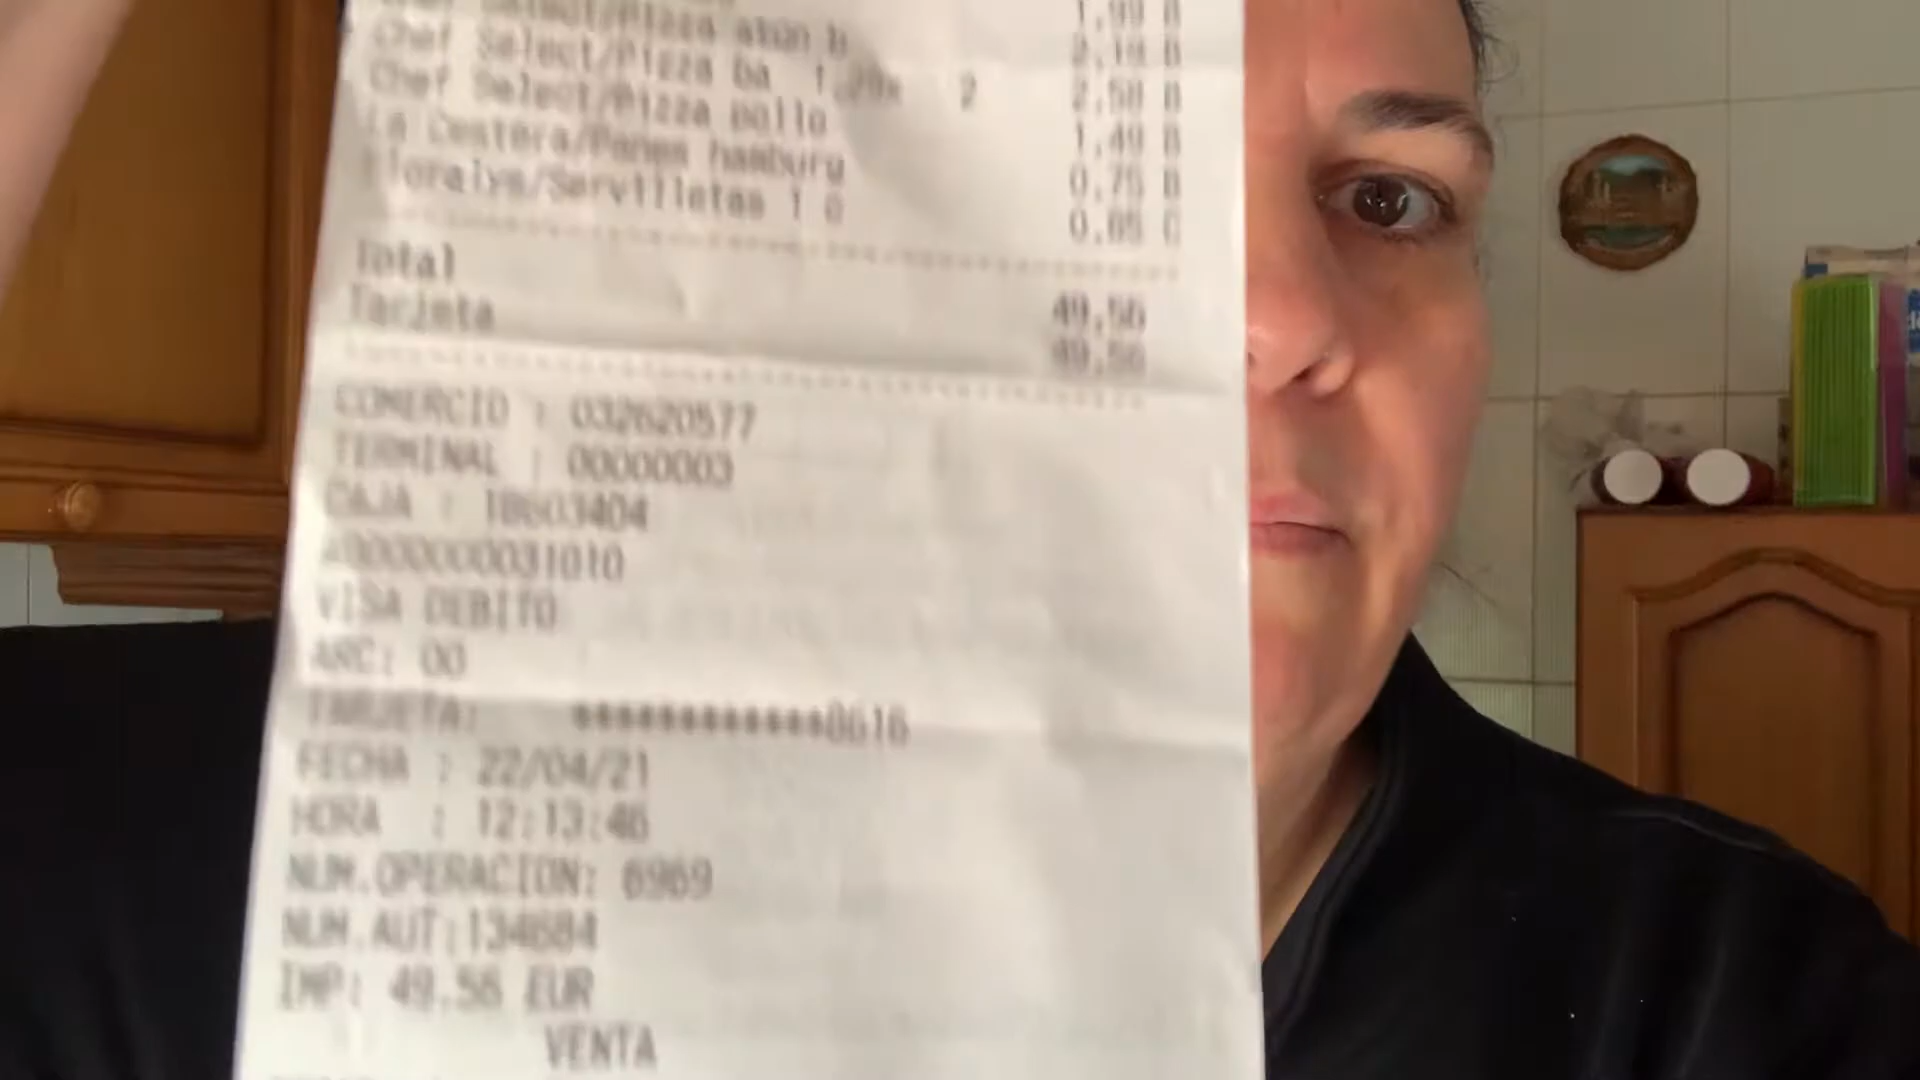 Chef Select/Pizza atún b 2,19 B
Chef Select/Pizza ba 1,29x 2 2,58 B
Chef Select/Pizza pollo 1,49 B
La Cestera/Panes hamburg 0,75 B
Floralys/Servilletas 1 0,85 C
Total 49,56
Tarjeta 49,56
COMERCIO : 032620577
TERMINAL : 00000003
CAJA : 18603404
A0000000031010
VISA DEBITO
ARC: 00
TARJETA: ************0616
FECHA : 22/04/21
HORA : 12:13:46
NUM.OPERACION: 6969
NUM.AUT:134684
IMP: 49.56 EUR
VENTA